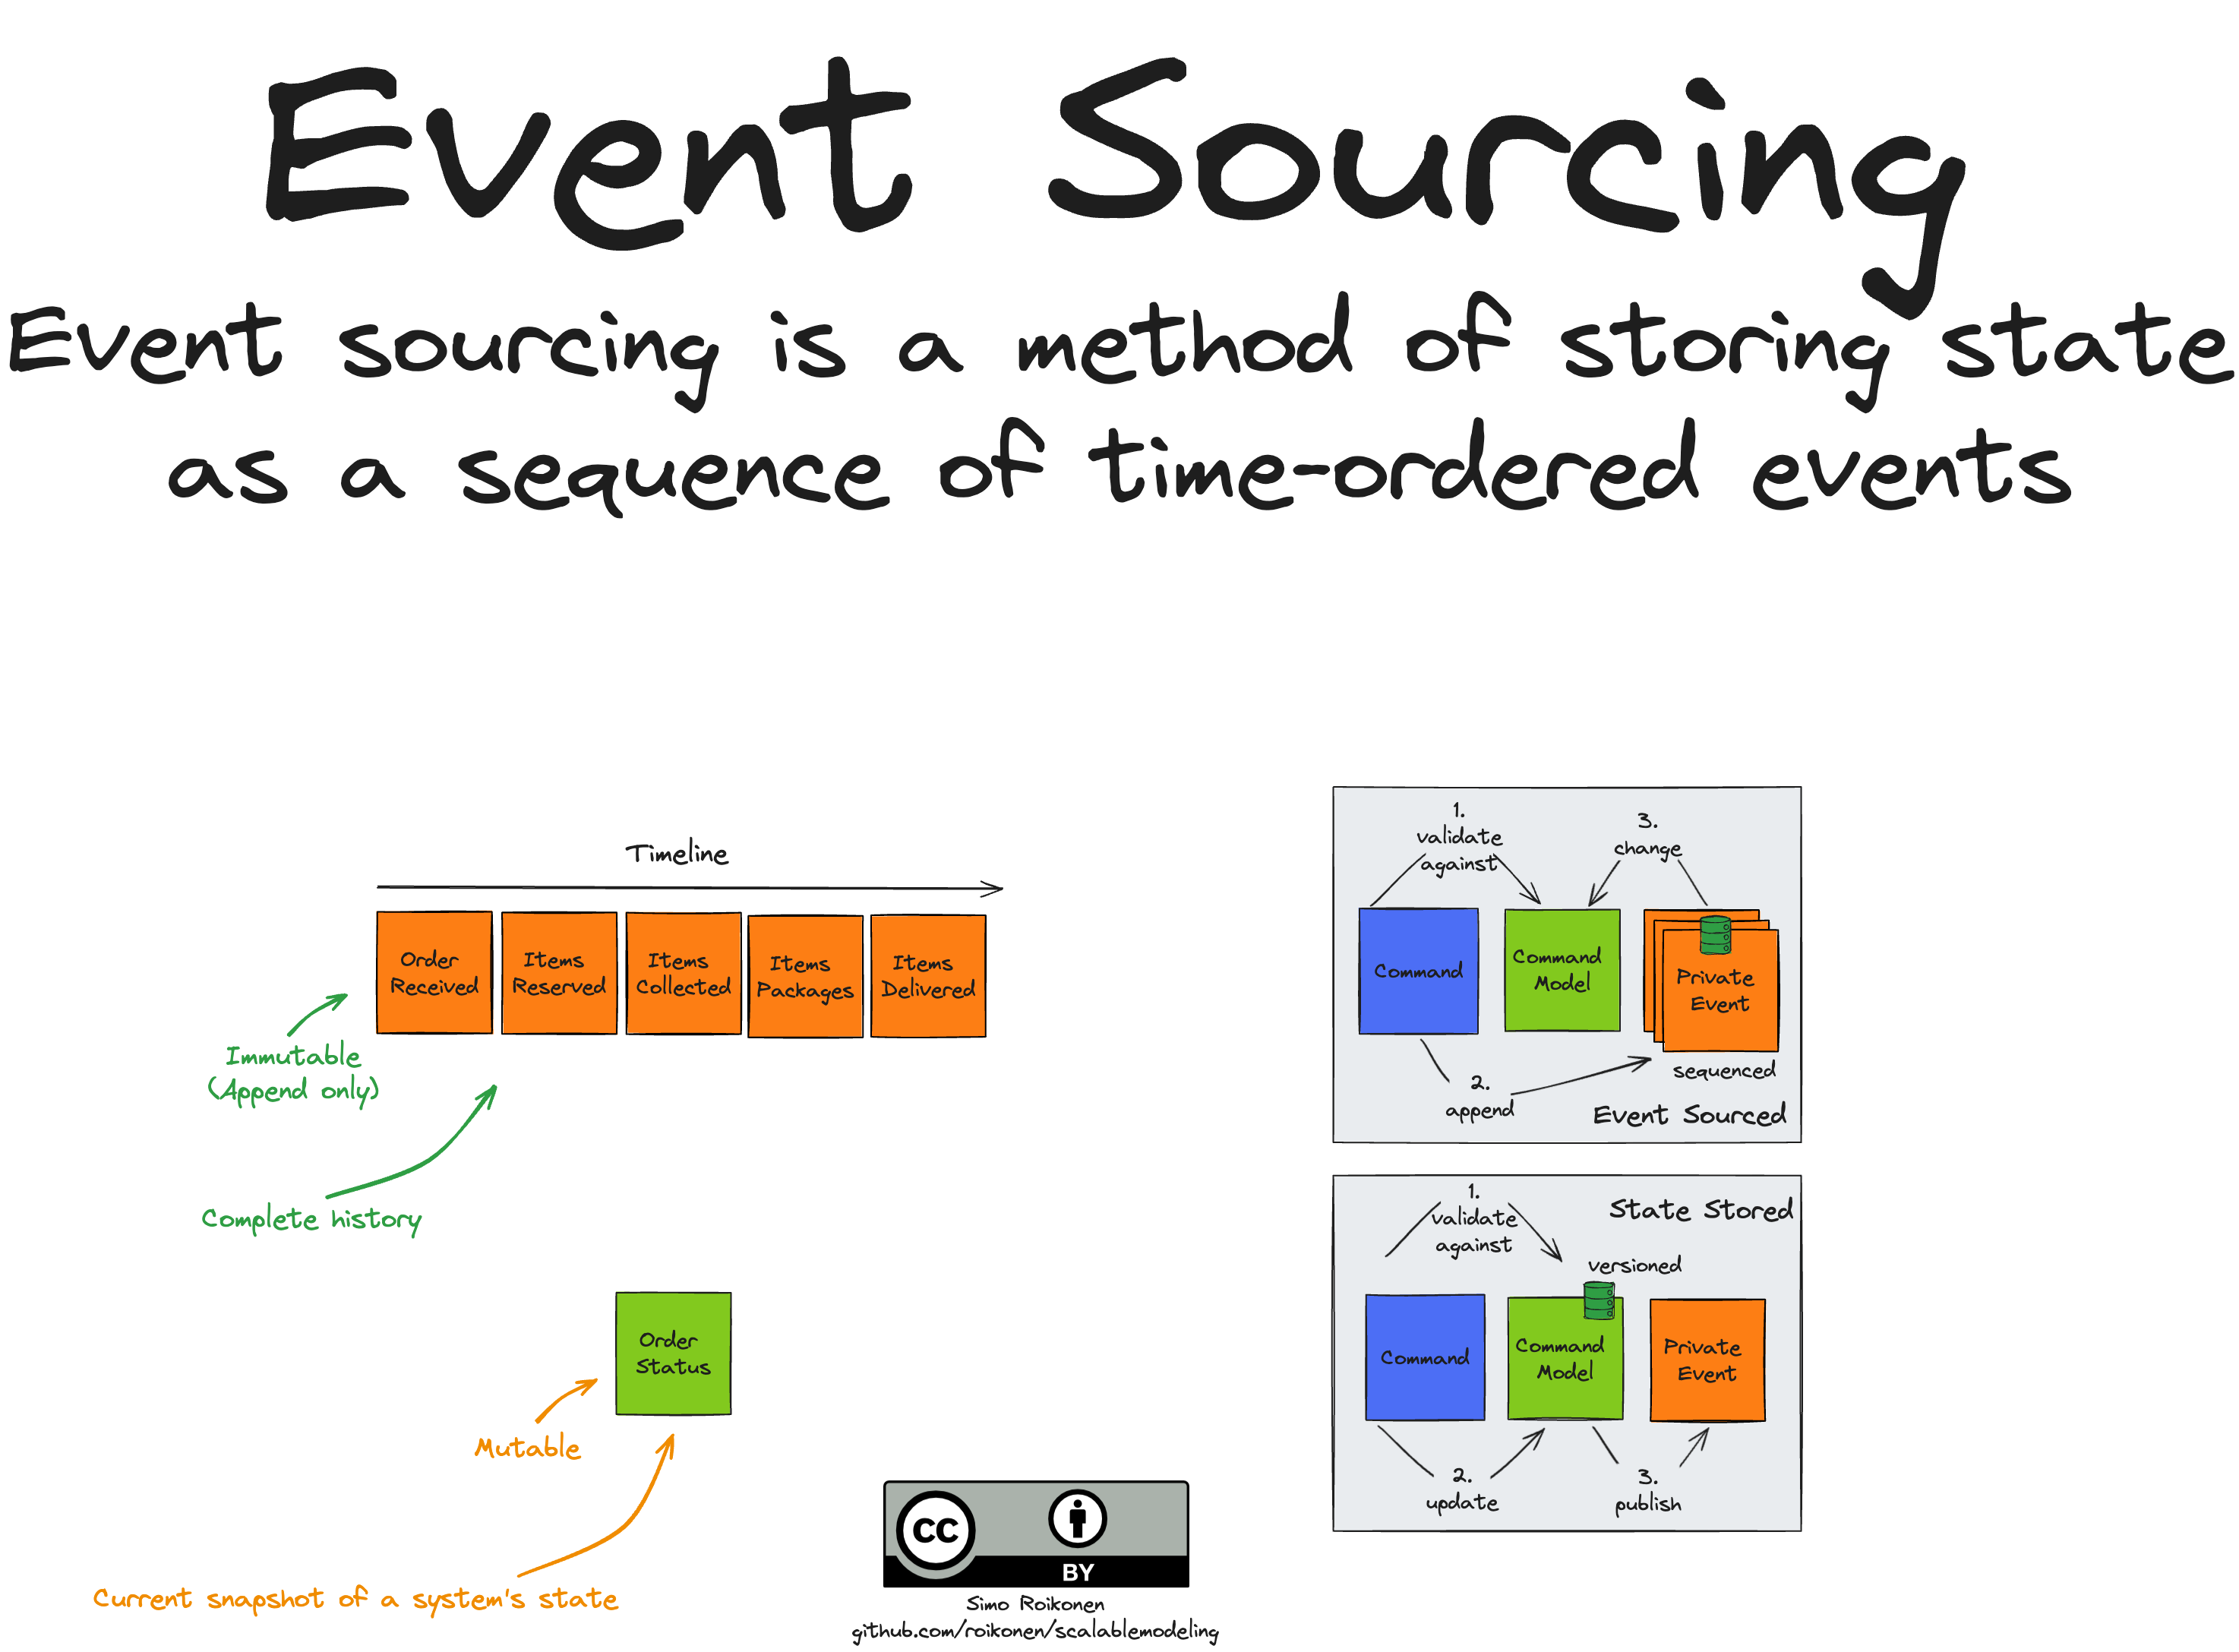 Event Sourcing
Event sourcing is a method of storing state
as a sequence of time-ordered events
Timeline
Order
Received
Items
Reserved
Items
Collected
Items
Packages
Items
Delivered
Immutable
(Append only)
Complete history
Order
Status
Mutable
Current snapshot of a system's state
1.
validate
against
3.
change
Command
Command
Model
Private
Event
sequenced
2.
append
Event Sourced
1.
validate
against
State Stored
versioned
Command
Command
Model
Private
Event
2.
update
3.
publish
CC
BY
Simo Roikonen
github.com/roikonen/scalablemodeling